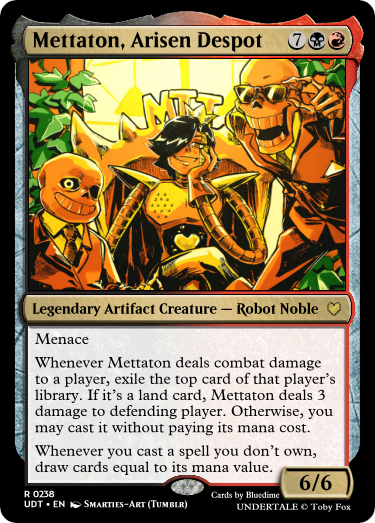 Mettaton, Arisen Despot 7
MTT
Legendary Artifact Creature — Robot Noble
Menace
Whenever Mettaton deals combat damage
to a player, exile the top card of that player's
library. If it's a land card, Mettaton deals 3
damage to defending player. Otherwise, you
may cast it without paying its mana cost.
Whenever you cast a spell you don't own,
draw cards equal to its mana value.
6/6
R 0238 Cards by Bluedime
UDT • EN Smarties-Art (Tumblr) UNDERTALE © Toby Fox